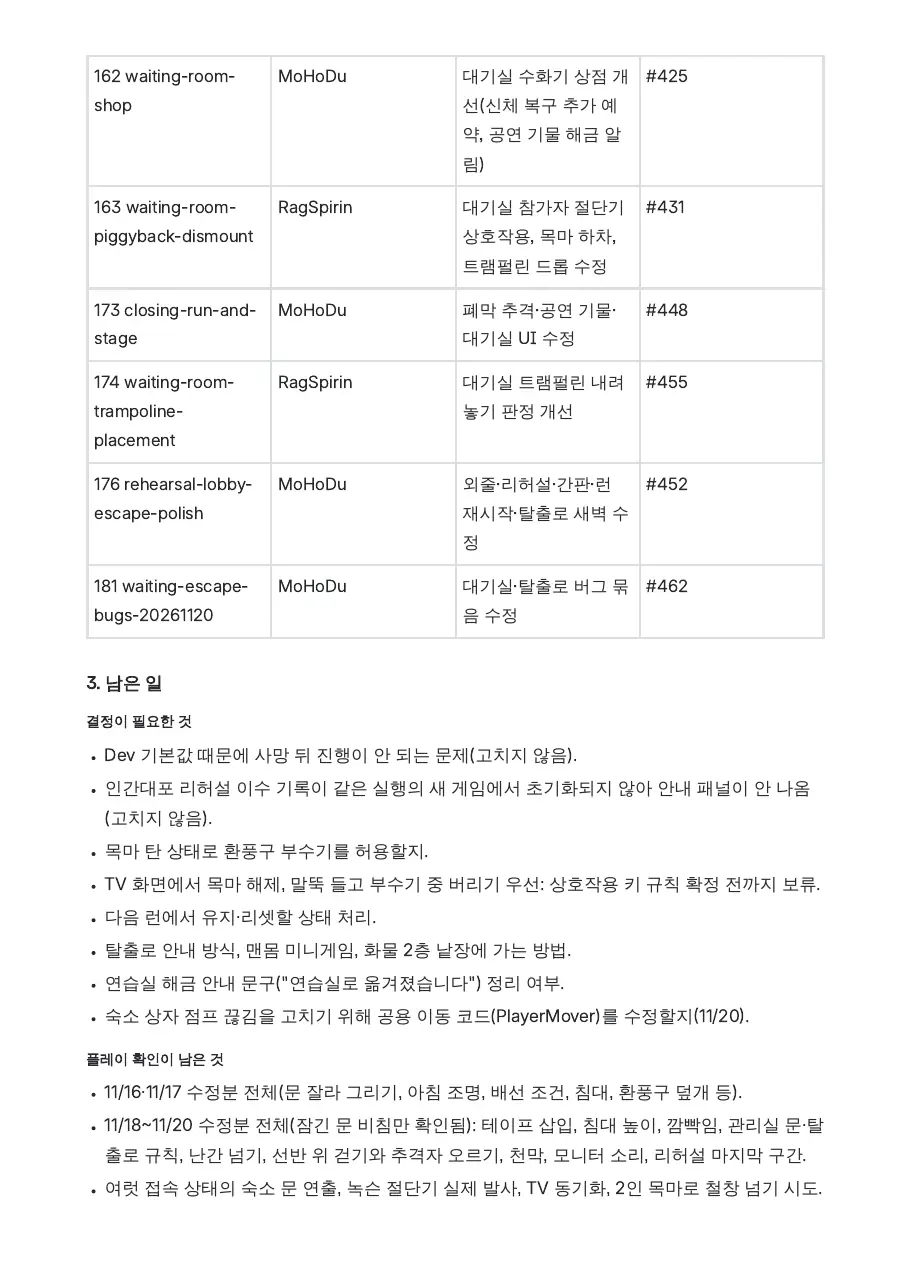 162 waiting-room-
shop
MoHoDu
대기실 수화기 상점 개
선(신체 복구 추가 예
약, 공연 기물 해금 알
림)
#425
163 waiting-room-
piggyback-dismount
RagSpirin
대기실 참가자 절단기
상호작용, 목마 하차,
트램펄린 드롭 수정
#431
173 closing-run-and-
stage
MoHoDu
폐막 추격·공연 기물·
대기실 UI 수정
#448
174 waiting-room-
trampoline-
placement
RagSpirin
대기실 트램펄린 내려
놓기 판정 개선
#455
176 rehearsal-lobby-
escape-polish
MoHoDu
외줄·리허설·간판·런
재시작·탈출로 새벽 수
정
#452
181 waiting-escape-
bugs-20261120
MoHoDu
대기실·탈출로 버그 묶
음 수정
#462
3. 남은 일
결정이 필요한 것
• Dev 기본값 때문에 사망 뒤 진행이 안 되는 문제(고치지 않음).
• 인간대포 리허설 이수 기록이 같은 실행의 새 게임에서 초기화되지 않아 안내 패널이 안 나옴
(고치지 않음).
• 목마 탄 상태로 환풍구 부수기를 허용할지.
• TV 화면에서 목마 해제, 말뚝 들고 부수기 중 버리기 우선: 상호작용 키 규칙 확정 전까지 보류.
• 다음 런에서 유지·리셋할 상태 처리.
• 탈출로 안내 방식, 맨몸 미니게임, 화물 2층 낱장에 가는 방법.
• 연습실 해금 안내 문구("연습실로 옮겨졌습니다") 정리 여부.
• 숙소 상자 점프 끊김을 고치기 위해 공용 이동 코드(PlayerMover)를 수정할지(11/20).
플레이 확인이 남은 것
• 11/16·11/17 수정분 전체(문 잘라 그리기, 아침 조명, 배선 조건, 침대, 환풍구 덮개 등).
• 11/18~11/20 수정분 전체(잠긴 문 비침만 확인됨): 테이프 삽입, 침대 높이, 깜빡임, 관리실 문·탈
출로 규칙, 난간 넘기, 선반 위 걷기와 추격자 오르기, 천막, 모니터 소리, 리허설 마지막 구간.
• 여럿 접속 상태의 숙소 문 연출, 녹슨 절단기 실제 발사, TV 동기화, 2인 목마로 철창 넘기 시도.